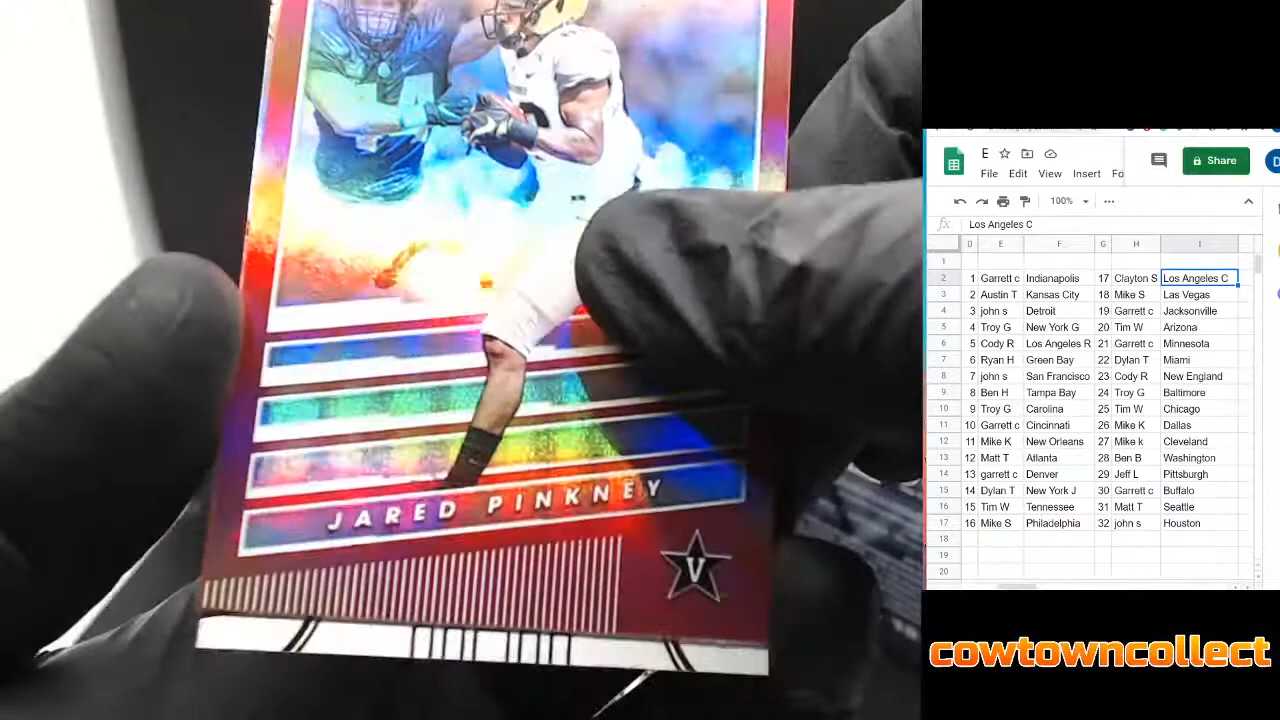 JARED PINKNEY
V
E
Share
File Edit View Insert Fo
100%
fx Los Angeles C
D E F G H I
1
2 1 Garrett c Indianapolis 17 Clayton S Los Angeles C
3 2 Austin T Kansas City 18 Mike S Las Vegas
4 3 john s Detroit 19 Garrett c Jacksonville
5 4 Troy G New York G 20 Tim W Arizona
6 5 Cody R Los Angeles R 21 Garrett c Minnesota
7 6 Ryan H Green Bay 22 Dylan T Miami
8 7 john s San Francisco 23 Cody R New England
9 8 Ben H Tampa Bay 24 Troy G Baltimore
10 9 Troy G Carolina 25 Tim W Chicago
11 10 Garrett c Cincinnati 26 Mike K Dallas
12 11 Mike K New Orleans 27 Mike k Cleveland
13 12 Matt T Atlanta 28 Ben B Washington
14 13 garrett c Denver 29 Jeff L Pittsburgh
15 14 Dylan T New York J 30 Garrett c Buffalo
16 15 Tim W Tennessee 31 Matt T Seattle
17 16 Mike S Philadelphia 32 john s Houston
18
19
20
cowtowncollect